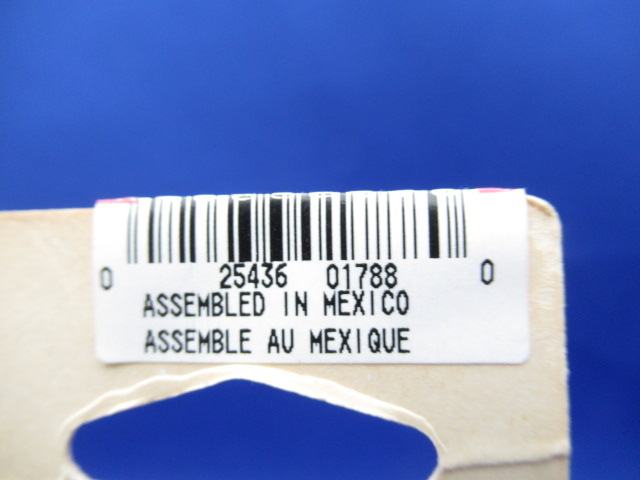 0 25436 01788 0
ASSEMBLED IN MEXICO
ASSEMBLE AU MEXIQUE